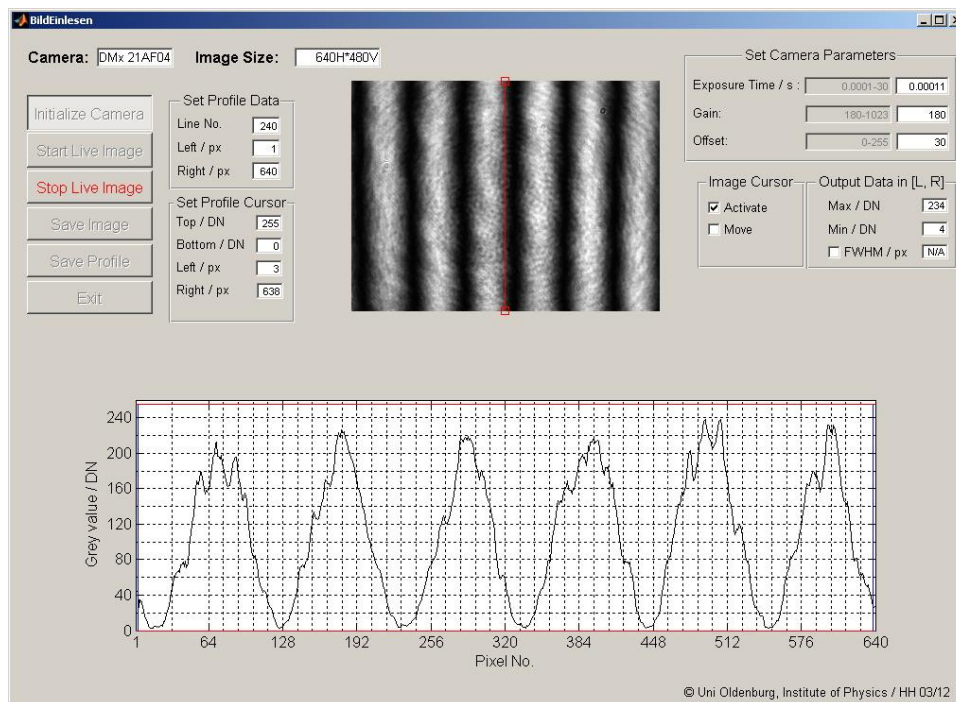 BildEinlesen
Camera: DMx 21AF04 Image Size: 640H*480V
Initialize Camera
Start Live Image
Stop Live Image
Save Image
Save Profile
Exit
Set Profile Data
Line No. 240
Left / px 1
Right / px 640
Set Profile Cursor
Top / DN 255
Bottom / DN 0
Left / px 3
Right / px 638
Set Camera Parameters
Exposure Time / s : 0.0001-30 0.00011
Gain: 180-1023 180
Offset: 0-255 30
Image Cursor
Activate
Move
Output Data in [L, R]
Max / DN 234
Min / DN 4
FWHM / px N/A
Grey value / DN
240
200
160
120
80
40
0
1 64 128 192 256 320 384 448 512 576 640
Pixel No.
© Uni Oldenburg, Institute of Physics / HH 03/12